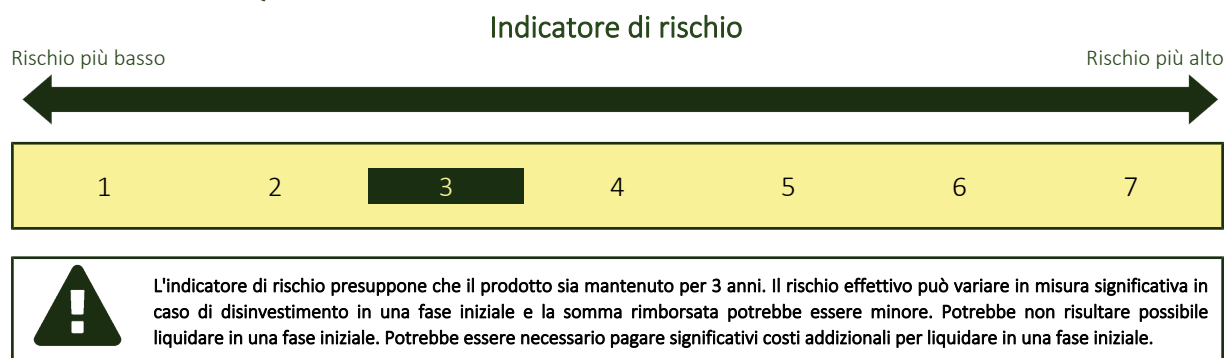 Indicatore di rischio
Rischio più basso
Rischio più alto
1 2 3 4 5 6 7
L'indicatore di rischio presuppone che il prodotto sia mantenuto per 3 anni. Il rischio effettivo può variare in misura significativa in
caso di disinvestimento in una fase iniziale e la somma rimborsata potrebbe essere minore. Potrebbe non risultare possibile
liquidare in una fase iniziale. Potrebbe essere necessario pagare significativi costi addizionali per liquidare in una fase iniziale.